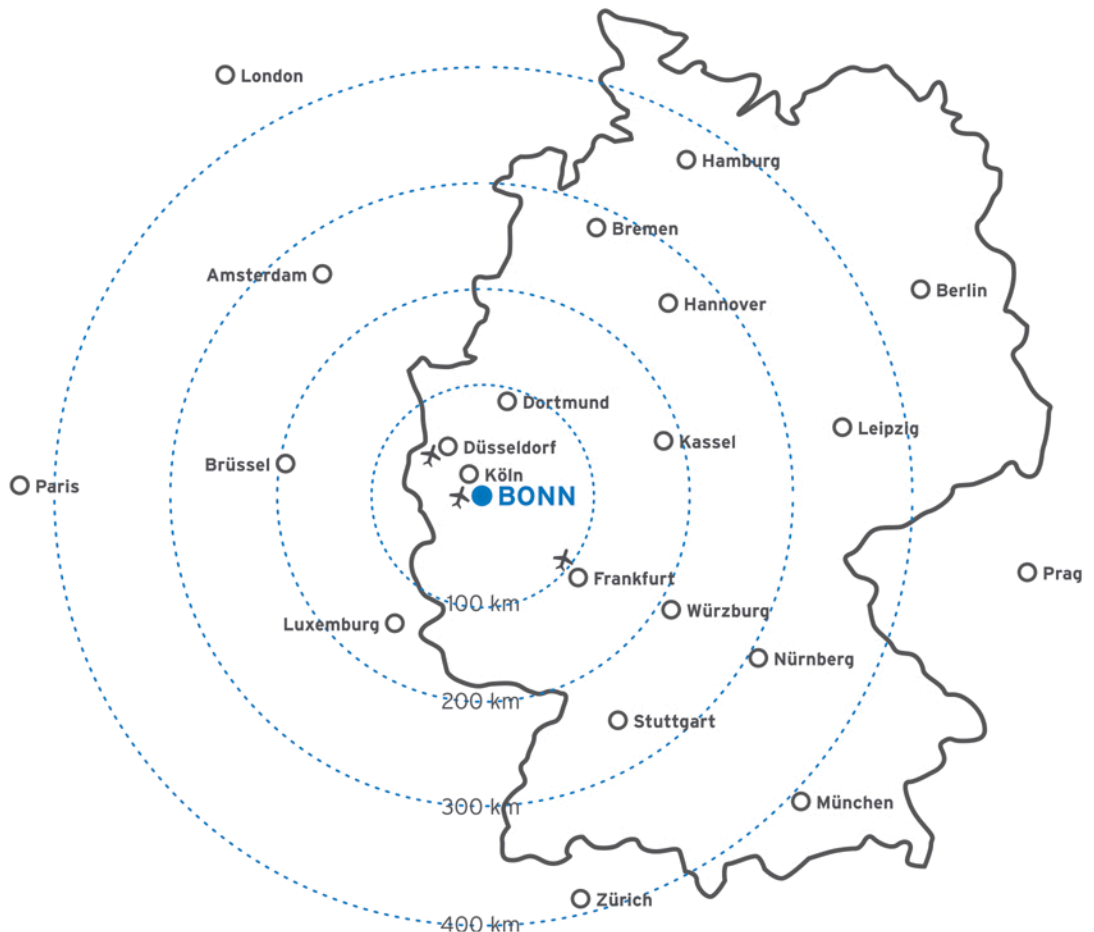 London
Hamburg
Bremen
Amsterdam
Berlin
Hannover
Dortmund
Leipzig
Kassel
Düsseldorf
Brüssel
Köln
Paris
BONN
Prag
Frankfurt
100 km
Würzburg
Luxemburg
Nürnberg
200 km
Stuttgart
München
300 km
Zürich
400 km